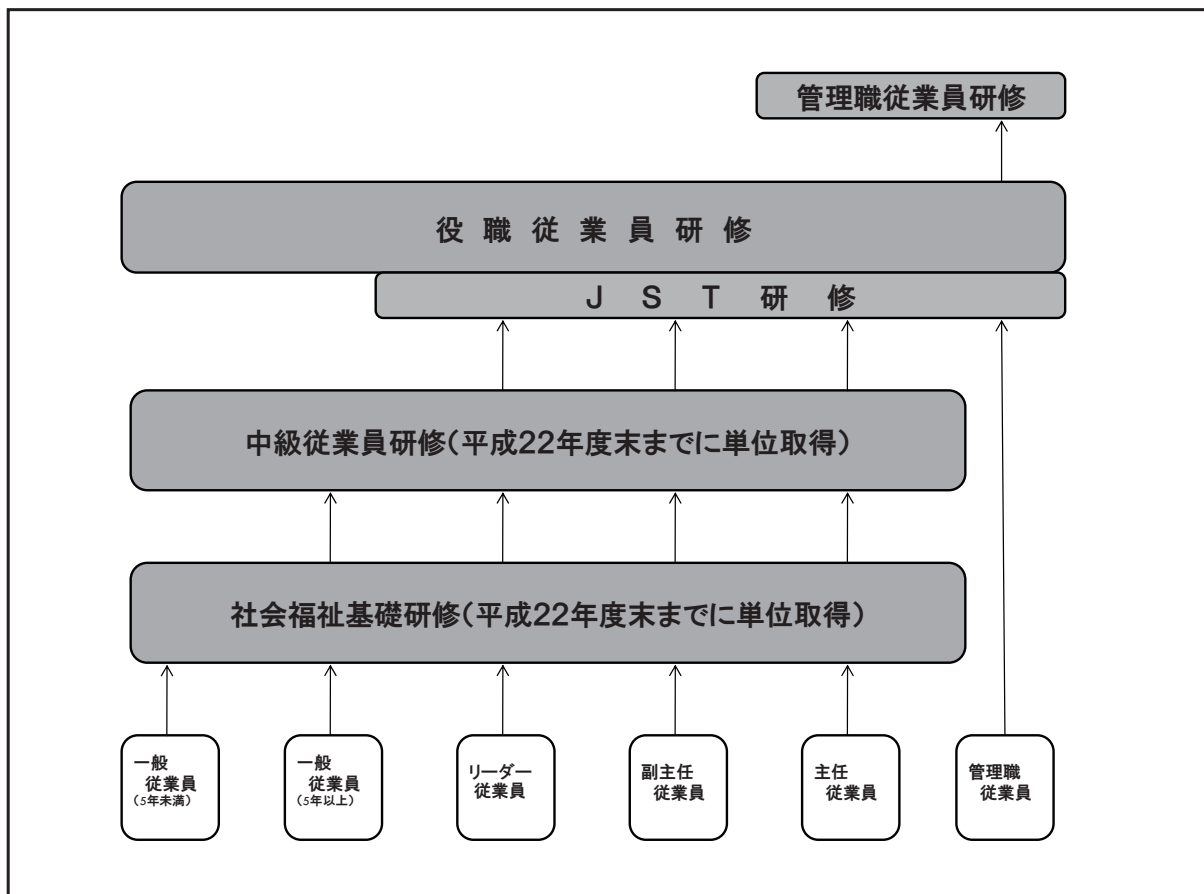 管理職従業員研修
役職従業員研修
JST研修
中級従業員研修(平成22年度末までに単位取得)
社会福祉基礎研修(平成22年度末までに単位取得)
一般
従業員
(5年未満)
一般
従業員
(5年以上)
リーダー
従業員
副主任
従業員
主任
従業員
管理職
従業員